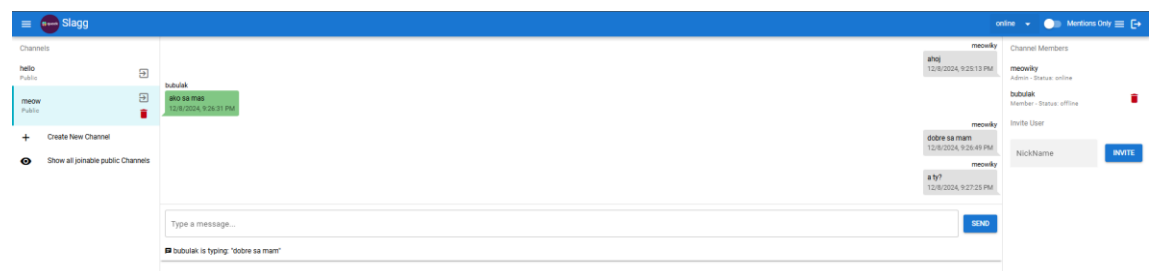 Slagg
online
Mentions Only
Channels
hello
Public
meow
Public
Create New Channel
Show all joinable public Channels
meowiky
ahoj
12/8/2024, 9:25:13 PM
bubulak
ako sa mas
12/8/2024, 9:26:31 PM
meowiky
dobre sa mam
12/8/2024, 9:26:49 PM
meowiky
a ty?
12/8/2024, 9:27:25 PM
Type a message...
SEND
bubulak is typing: "dobre sa mam"
Channel Members
meowiky
Admin - Status: online
bubulak
Member - Status: offline
Invite User
NickName
INVITE